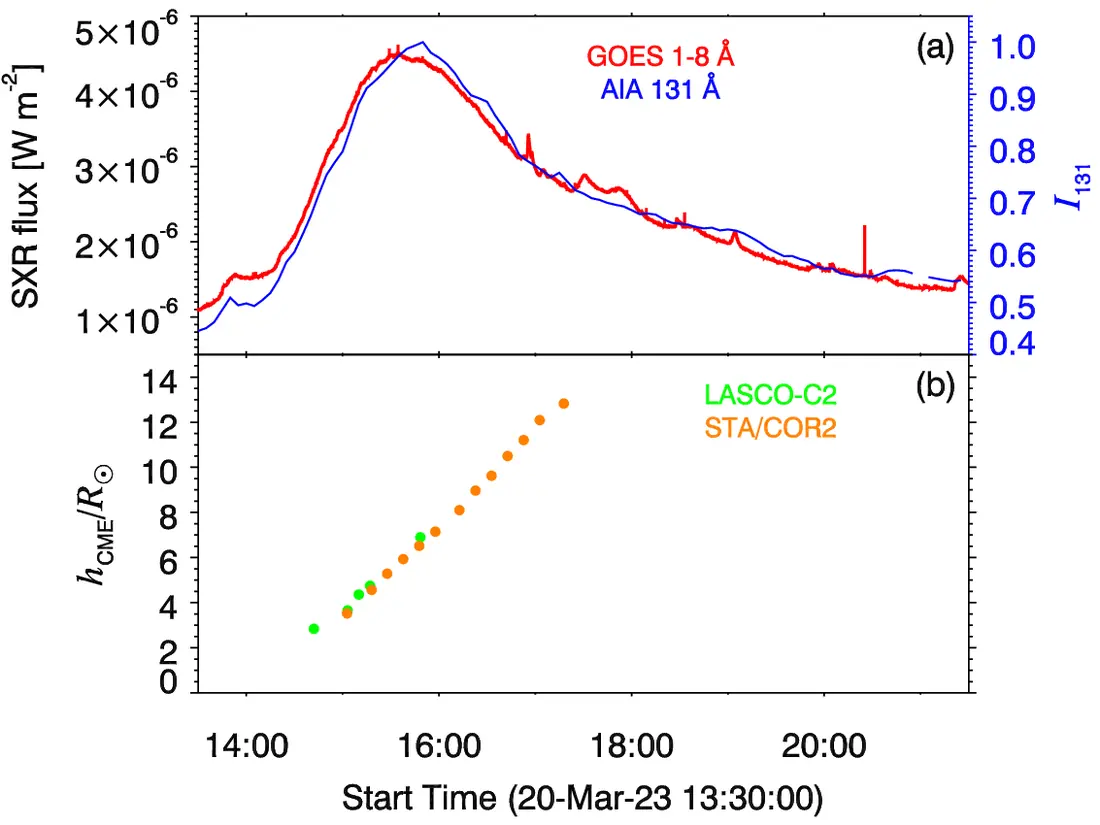 (a)
GOES 1-8 Å
AIA 131 Å
SXR flux [W m⁻²]
5×10⁻⁶
4×10⁻⁶
3×10⁻⁶
2×10⁻⁶
1×10⁻⁶
1.0
0.9
0.8
0.7
0.6
0.5
0.4
I₁₃₁
(b)
LASCO-C2
STA/COR2
h_CME/R_☉
14
12
10
8
6
4
2
0
14:00 16:00 18:00 20:00
Start Time (20-Mar-23 13:30:00)